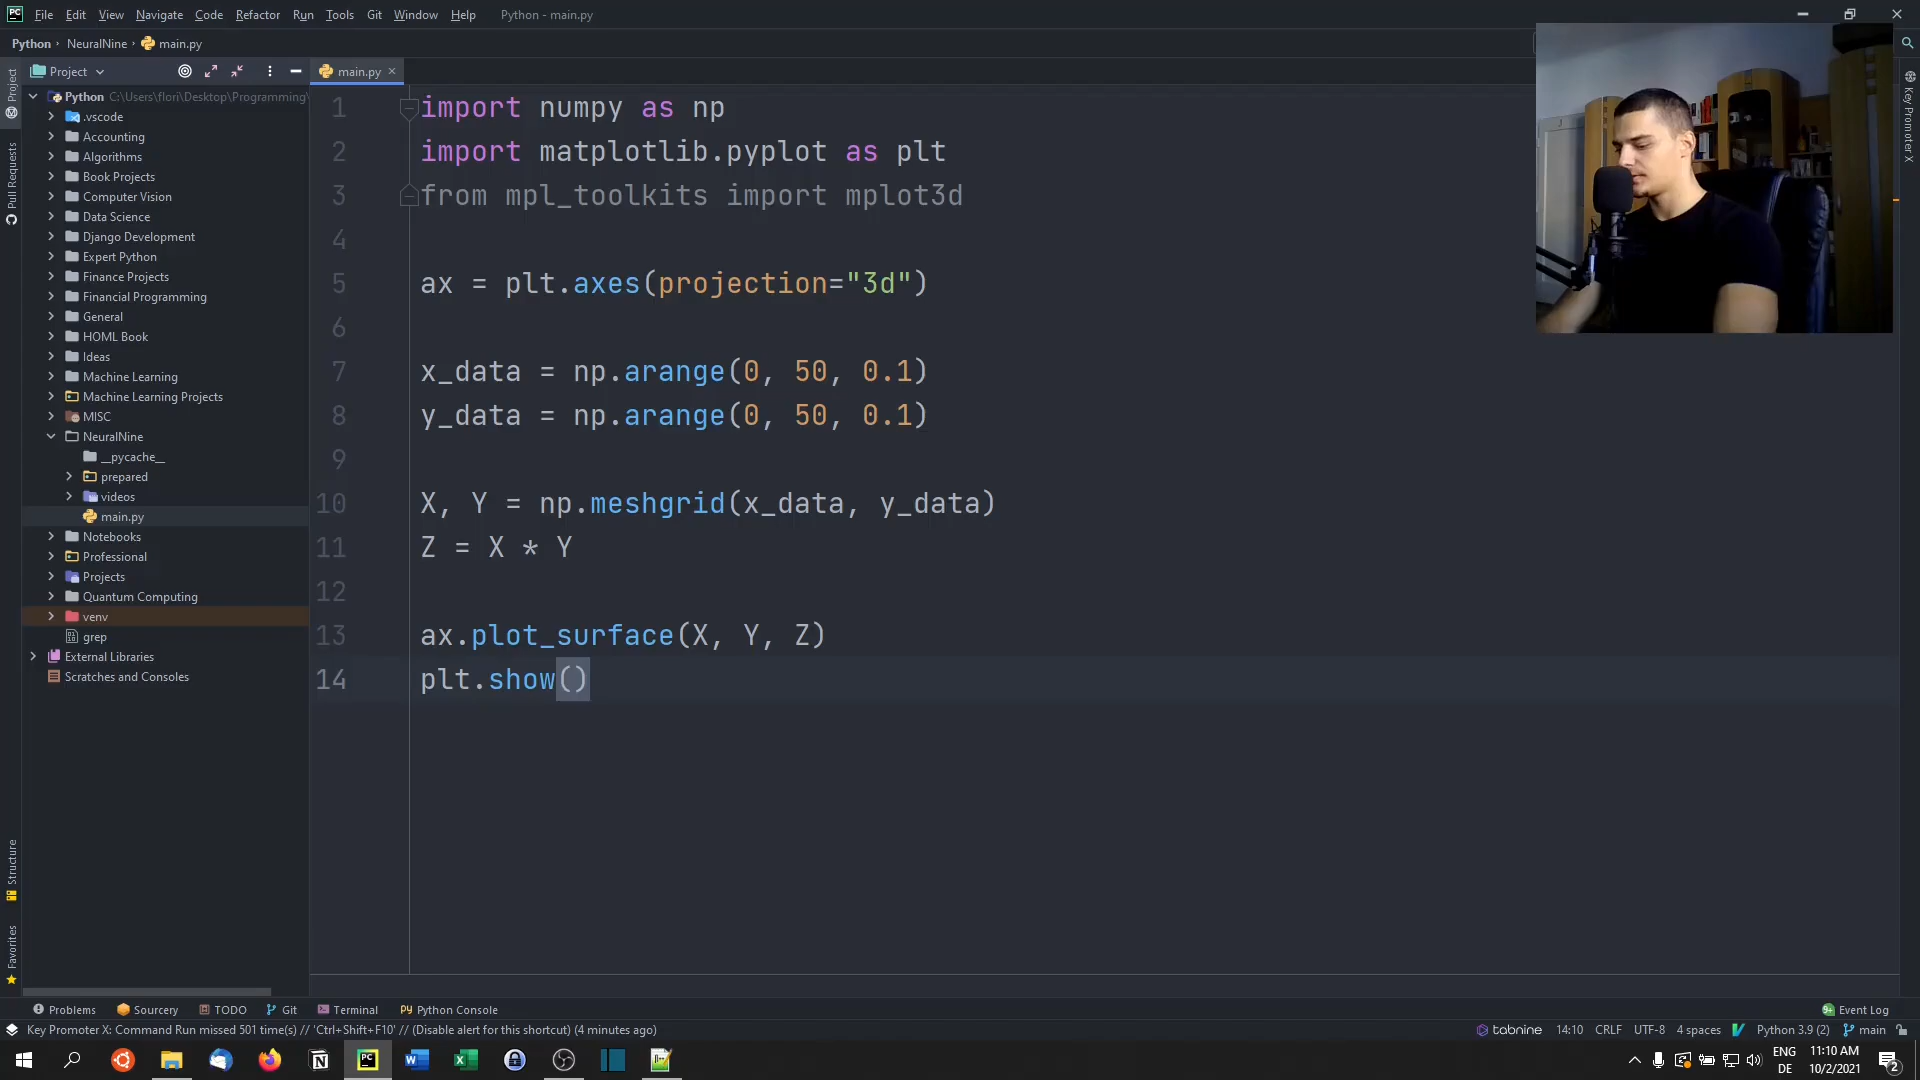 File Edit View Navigate Code Refactor Run Tools Git Window Help Python - main.py
Python › NeuralNine › main.py
Project
main.py
Project
Pull Requests
Structure
Favorites
Python C:\Users\flori\Desktop\Programming\
.vscode
Accounting
Algorithms
Book Projects
Computer Vision
Data Science
Django Development
Expert Python
Finance Projects
Financial Programming
General
HOML Book
Ideas
Machine Learning
Machine Learning Projects
MISC
NeuralNine
__pycache__
prepared
videos
main.py
Notebooks
Professional
Projects
Quantum Computing
venv
grep
External Libraries
Scratches and Consoles
1 import numpy as np
2 import matplotlib.pyplot as plt
3 from mpl_toolkits import mplot3d
4
5 ax = plt.axes(projection="3d")
6
7 x_data = np.arange(0, 50, 0.1)
8 y_data = np.arange(0, 50, 0.1)
9
10 X, Y = np.meshgrid(x_data, y_data)
11 Z = X * Y
12
13 ax.plot_surface(X, Y, Z)
14 plt.show()
Key Promoter X
Problems Sourcery TODO Git Terminal Python Console Event Log
Key Promoter X: Command Run missed 501 time(s) // 'Ctrl+Shift+F10' // (Disable alert for this shortcut) (4 minutes ago) tabnine 14:10 CRLF UTF-8 4 spaces Python 3.9 (2) main
ENG 11:10 AM
DE 10/2/2021
2